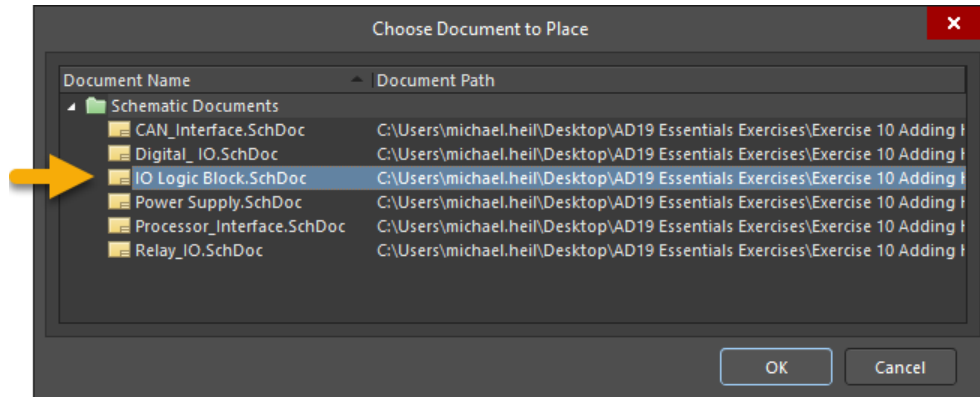 Choose Document to Place
Document Name Document Path
Schematic Documents
CAN_Interface.SchDoc C:\Users\michael.heil\Desktop\AD19 Essentials Exercises\Exercise 10 Adding H
Digital_ IO.SchDoc C:\Users\michael.heil\Desktop\AD19 Essentials Exercises\Exercise 10 Adding H
IO Logic Block.SchDoc C:\Users\michael.heil\Desktop\AD19 Essentials Exercises\Exercise 10 Adding H
Power Supply.SchDoc C:\Users\michael.heil\Desktop\AD19 Essentials Exercises\Exercise 10 Adding H
Processor_Interface.SchDoc C:\Users\michael.heil\Desktop\AD19 Essentials Exercises\Exercise 10 Adding H
Relay_IO.SchDoc C:\Users\michael.heil\Desktop\AD19 Essentials Exercises\Exercise 10 Adding H
OK Cancel